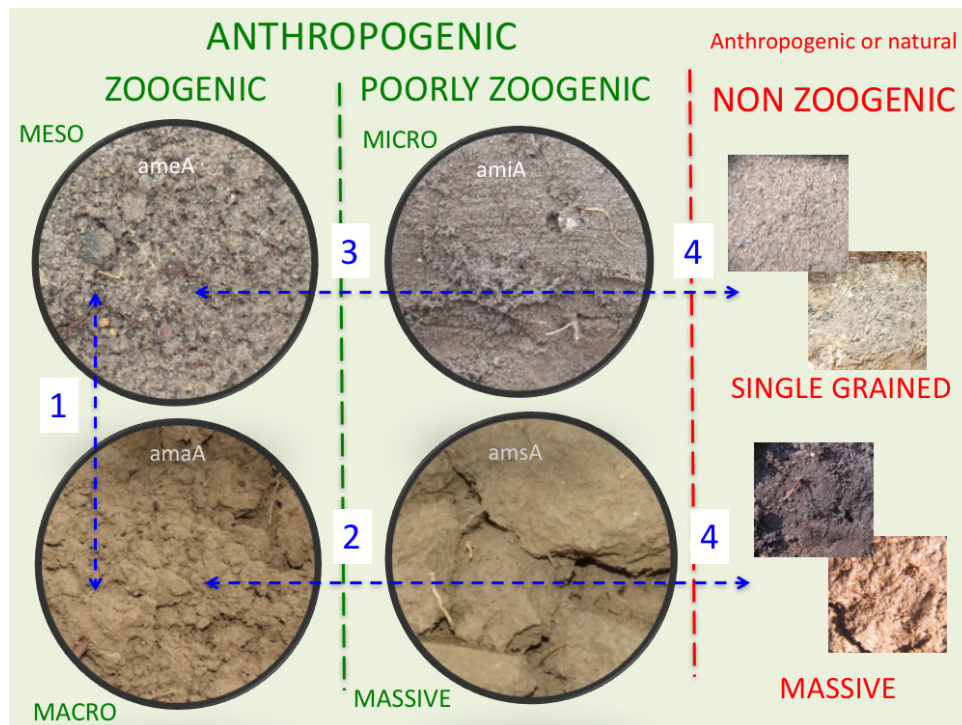 ANTHROPOGENIC
Anthropogenic or natural
ZOOGENIC
POORLY ZOOGENIC
NON ZOOGENIC
MESO
MICRO
ameA
amiA
3
4
SINGLE GRAINED
1
amaA
amsA
2
4
MACRO
MASSIVE
MASSIVE